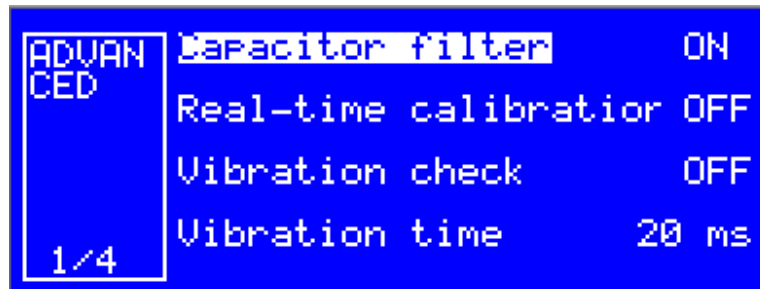 ADVAN
CED
1/4
Capacitor filter ON
Real-time calibratior OFF
Vibration check OFF
Vibration time 20 ms